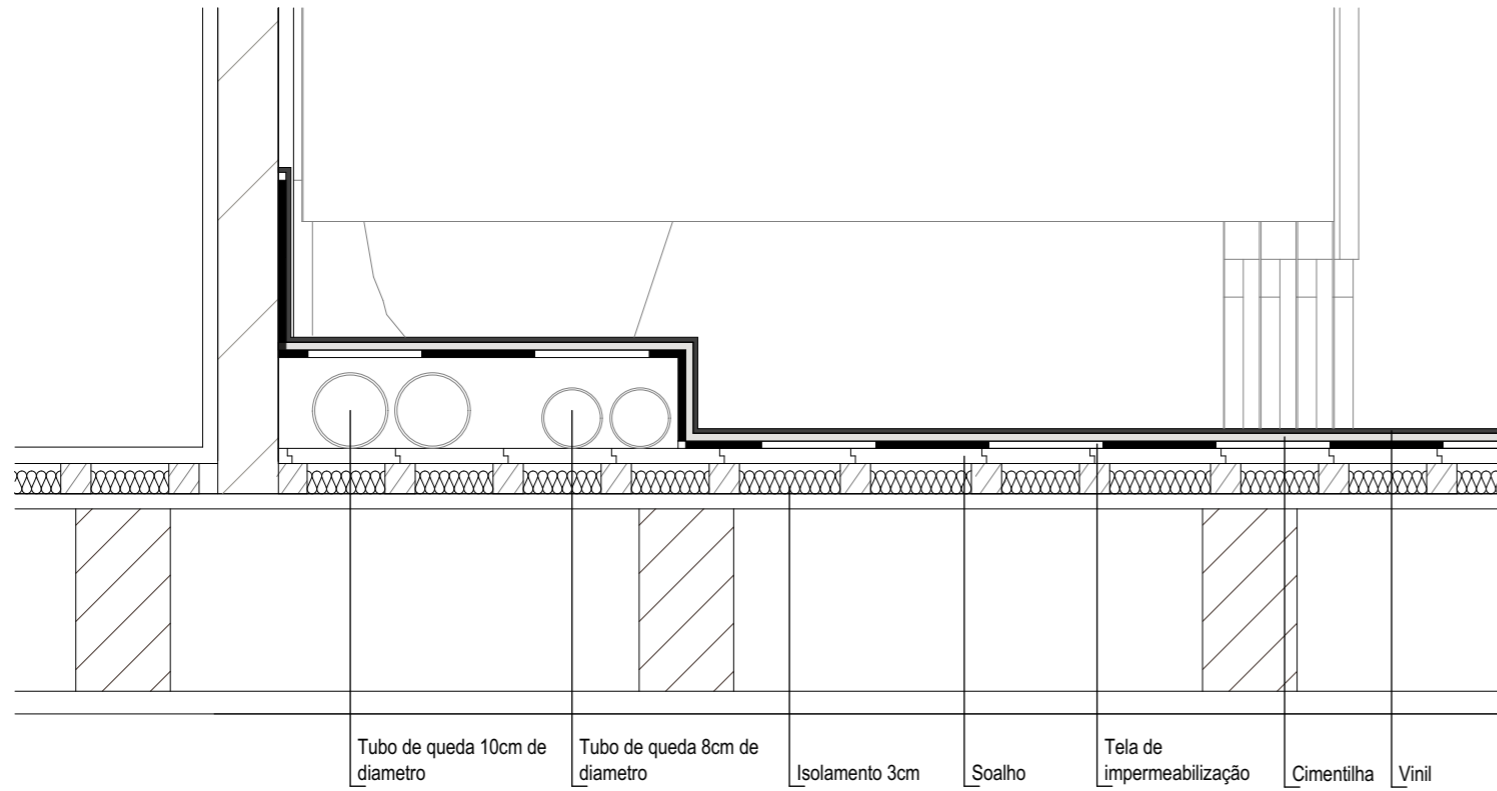 Tubo de queda 10cm de
diametro
Tubo de queda 8cm de
diametro
Isolamento 3cm
Soalho
Tela de
impermeabilização
Cimentilha
Vinil